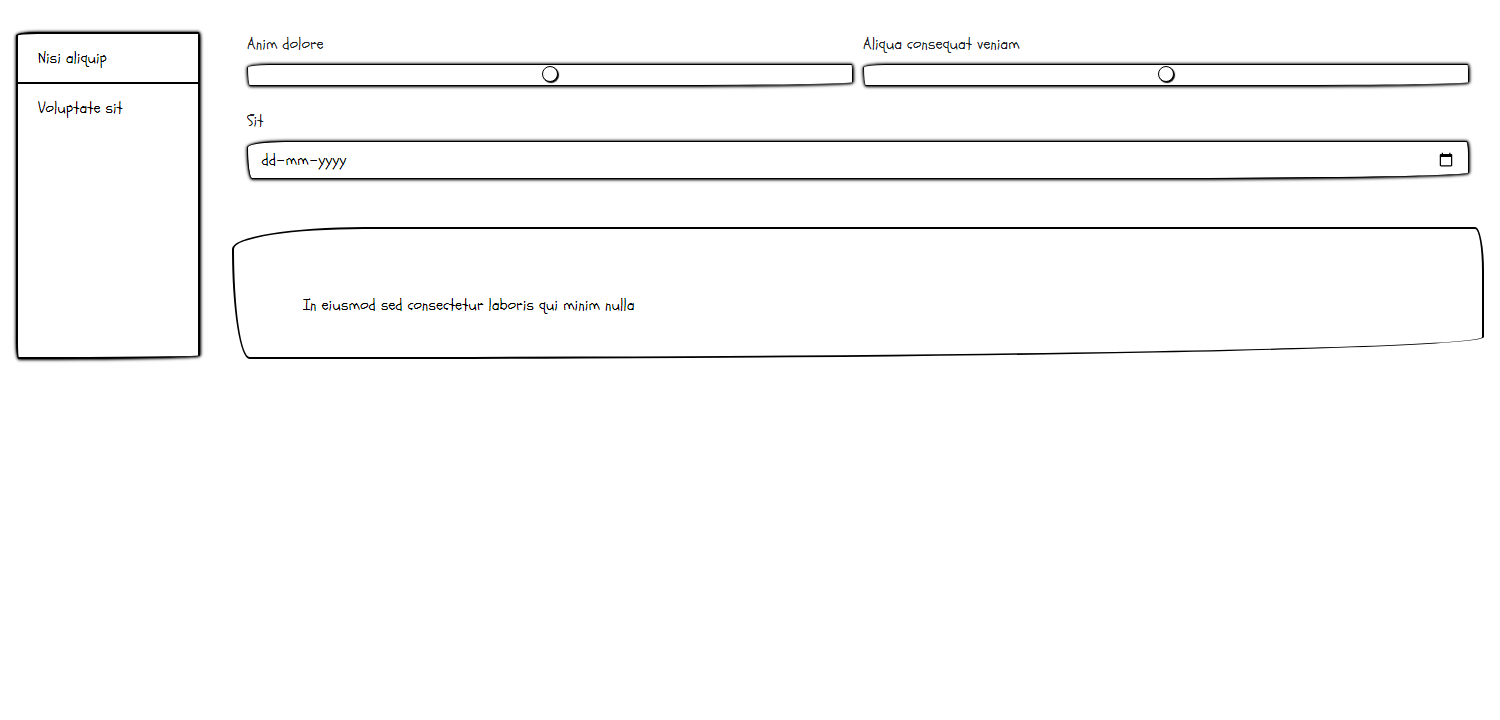 Nisi aliquip
Voluptate sit
Anim dolore
Aliqua consequat veniam
Sit
dd-mm-yyyy
In eiusmod sed consectetur laboris qui minim nulla